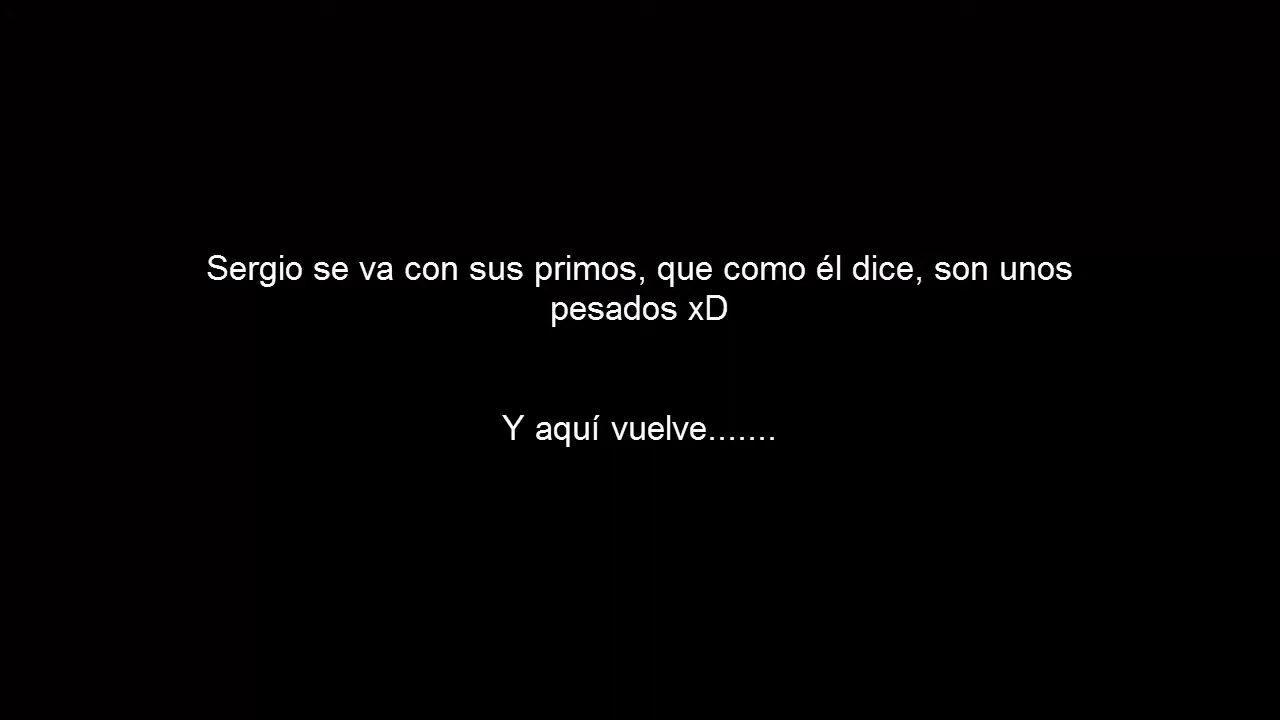 Sergio se va con sus primos, que como él dice, son unos
pesados xD
Y aquí vuelve.......